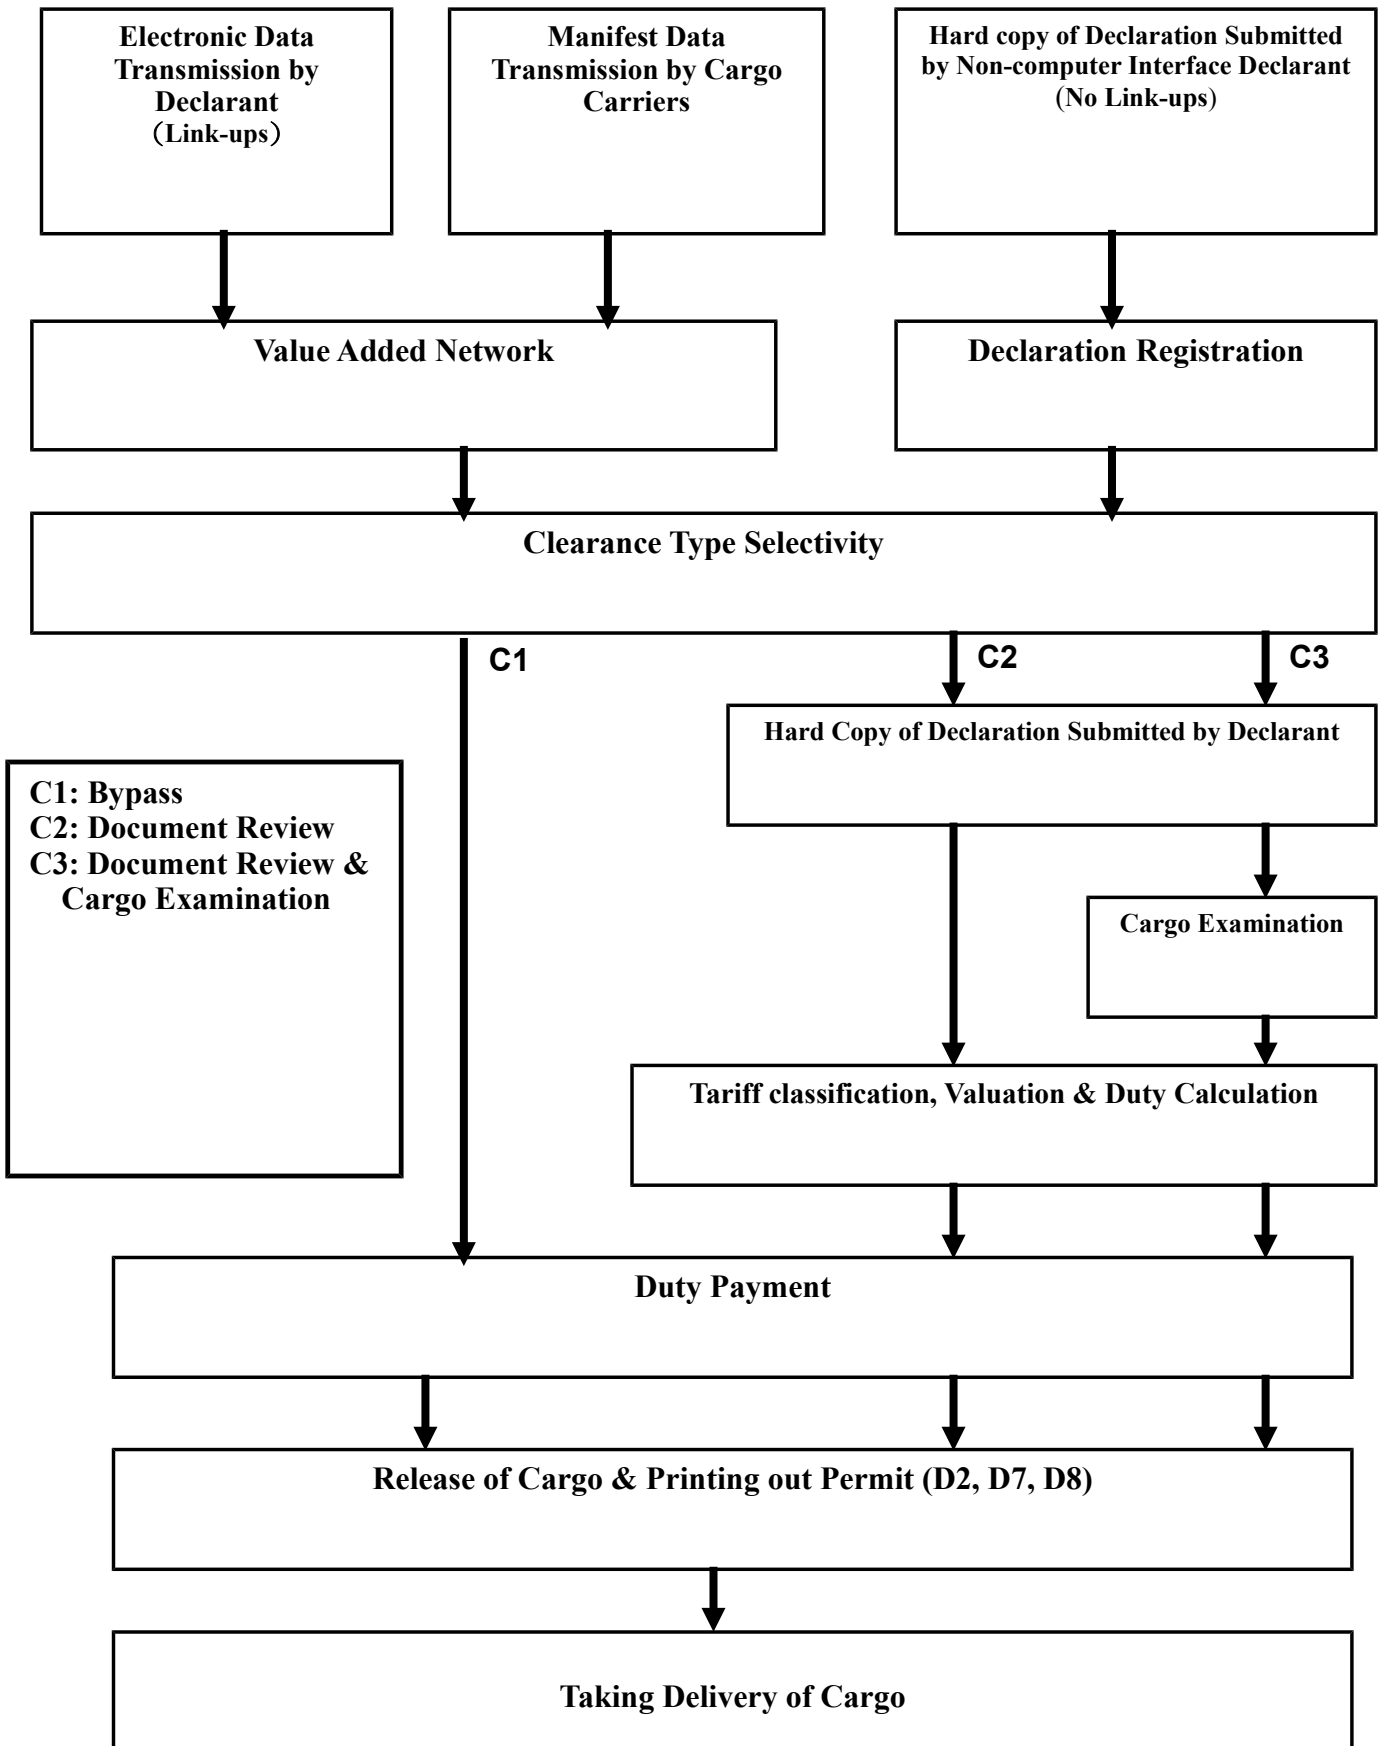 Electronic Data
Transmission by
Declarant
（Link-ups）
Manifest Data
Transmission by Cargo
Carriers
Hard copy of Declaration Submitted
by Non-computer Interface Declarant
(No Link-ups)
Value Added Network
Declaration Registration
Clearance Type Selectivity
C1
C2
C3
Hard Copy of Declaration Submitted by Declarant
C1: Bypass
C2: Document Review
C3: Document Review &
Cargo Examination
Cargo Examination
Tariff classification, Valuation & Duty Calculation
Duty Payment
Release of Cargo & Printing out Permit (D2, D7, D8)
Taking Delivery of Cargo